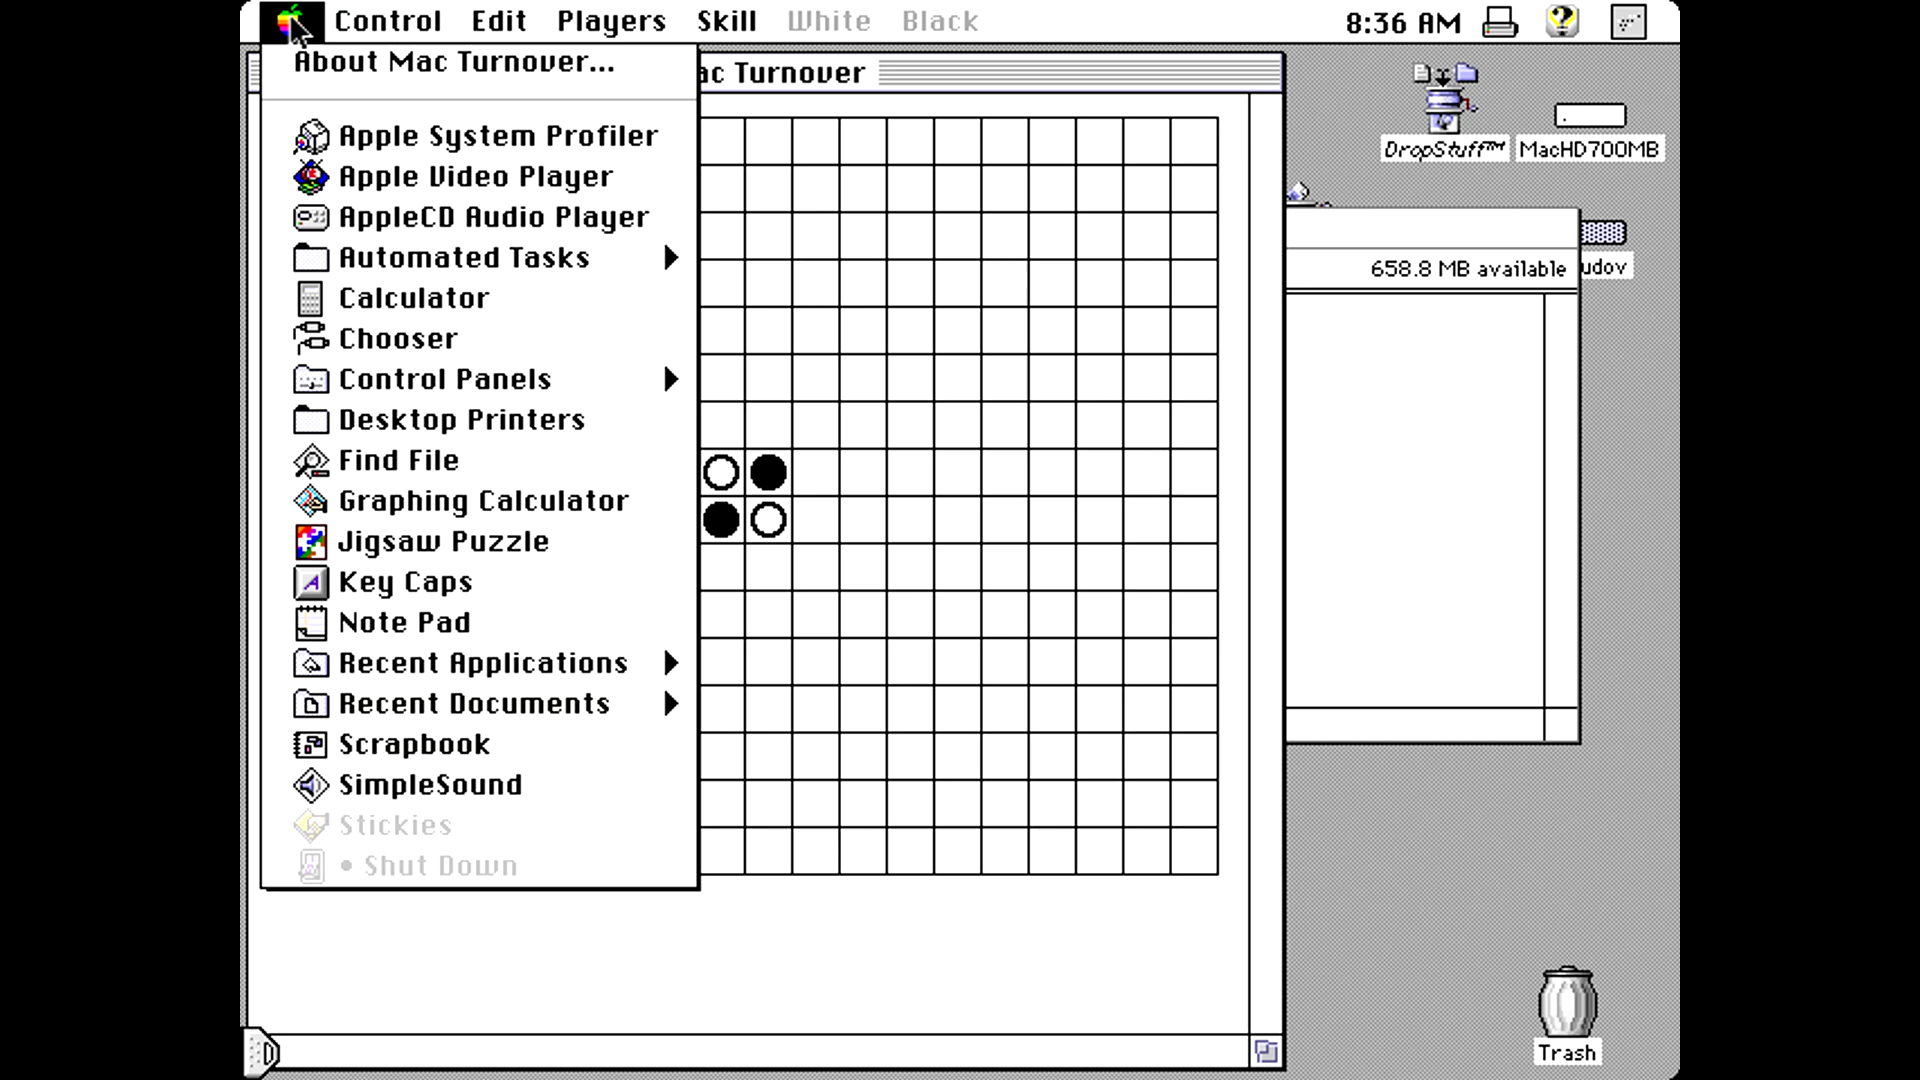 Control Edit Players Skill White Black 8:36 AM
About Mac Turnover...
ac Turnover
Apple System Profiler
Apple Video Player
AppleCD Audio Player
Automated Tasks
Calculator
Chooser
Control Panels
Desktop Printers
Find File
Graphing Calculator
Jigsaw Puzzle
Key Caps
Note Pad
Recent Applications
Recent Documents
Scrapbook
SimpleSound
Stickies
• Shut Down
DropStuff™
MacHD700MB
658.8 MB available
udov
Trash